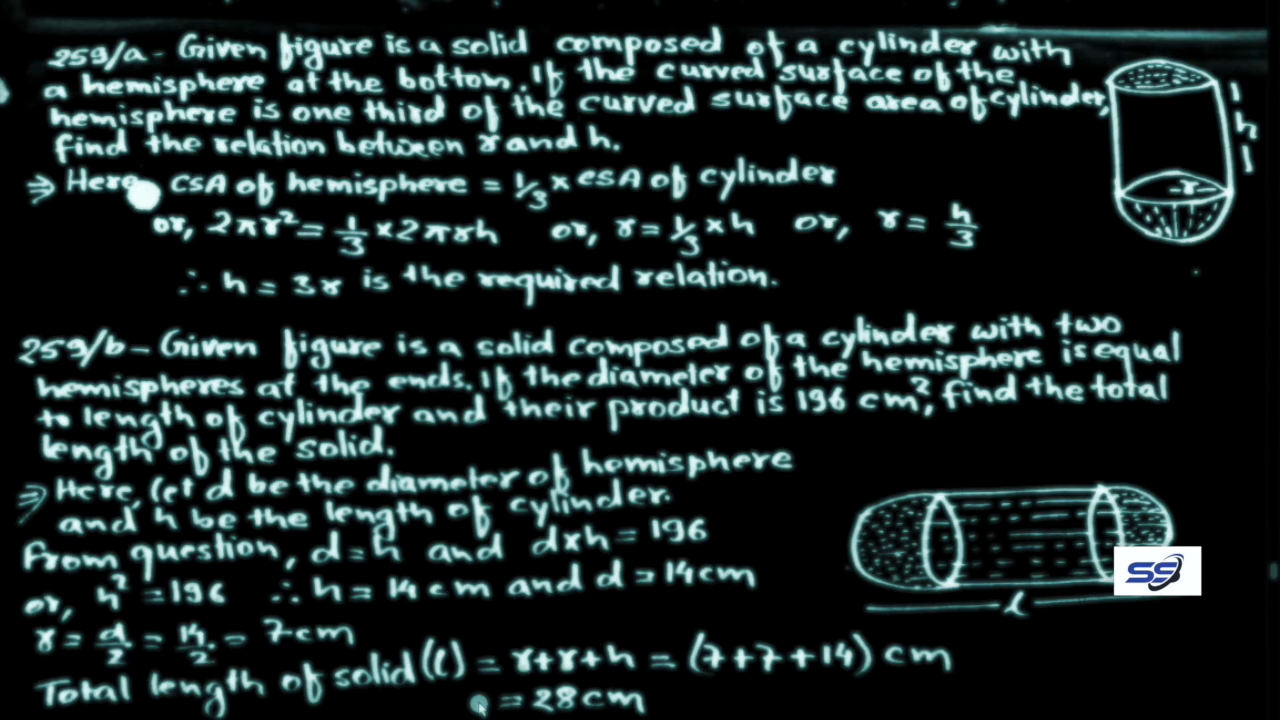 259/a - Given figure is a solid composed of a cylinder with
a hemisphere at the bottom. If the curved surface of the
hemisphere is one third of the curved surface area of cylinder,
find the relation between r and h.
⇒ Here, CSA of hemisphere = 1/3 × CSA of cylinder
or, 2πr² = 1/3 × 2πrh or, r = 1/3 × h or, r = h/3
∴ h = 3r is the required relation.
h
r
259/b - Given figure is a solid composed of a cylinder with two
hemispheres at the ends. If the diameter of the hemisphere is equal
to length of cylinder and their product is 196 cm², find the total
length of the solid.
⇒ Here, let d be the diameter of hemisphere
and h be the length of cylinder.
From question, d = h and d×h = 196
or, h² = 196 ∴ h = 14 cm and d = 14cm
r = d/2 = 14/2 = 7cm
Total length of solid (l) = r+r+h = (7+7+14) cm
= 28cm
l
SS